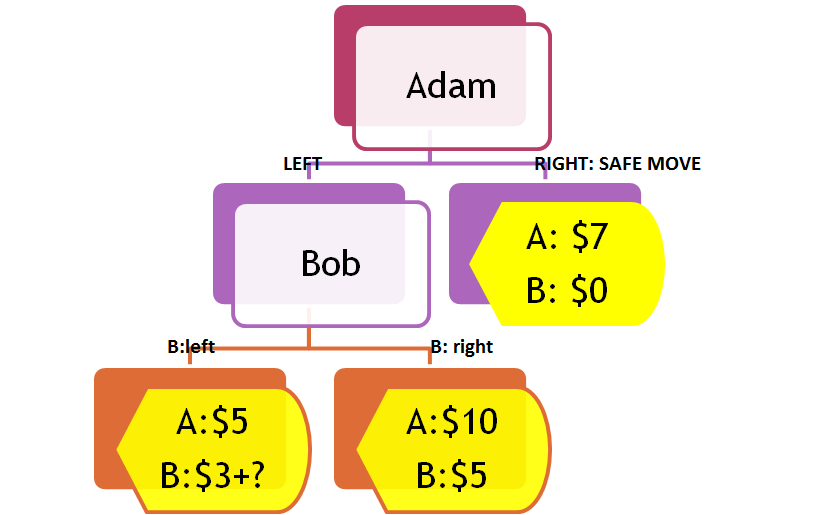 Adam
LEFT
RIGHT: SAFE MOVE
Bob
A: $7
B: $0
B:left
B: right
A:$5
B:$3+?
A:$10
B:$5